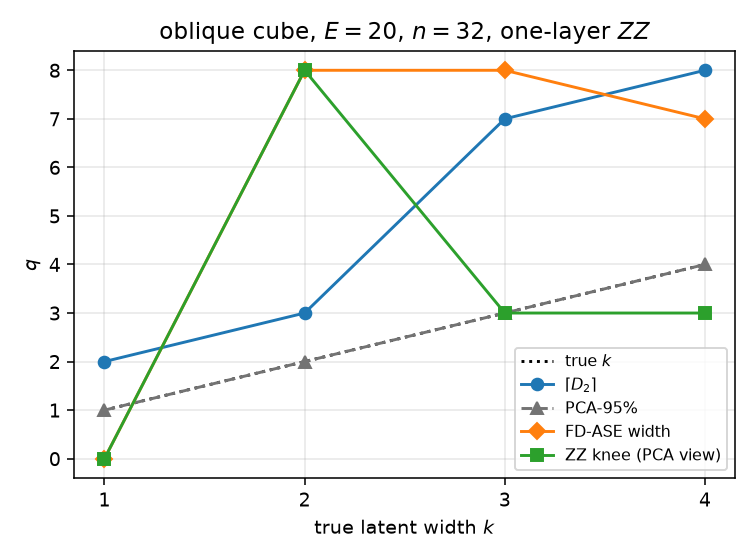 oblique cube, E = 20, n = 32, one-layer ZZ
8
7
6
5
4
3
2
1
0
q
1 2 3 4
true latent width k
true k
⌈D₂⌉
PCA-95%
FD-ASE width
ZZ knee (PCA view)